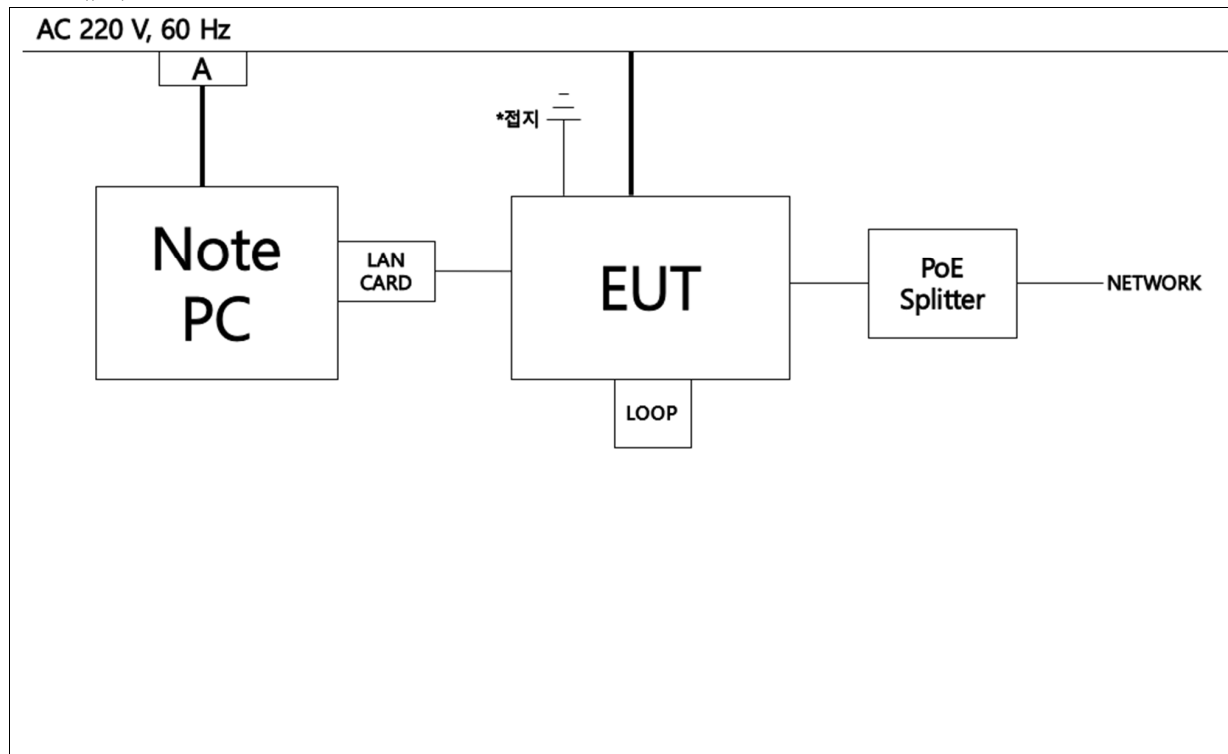 AC 220 V, 60 Hz
A
*접지
Note
PC
LAN
CARD
EUT
PoE
Splitter
NETWORK
LOOP